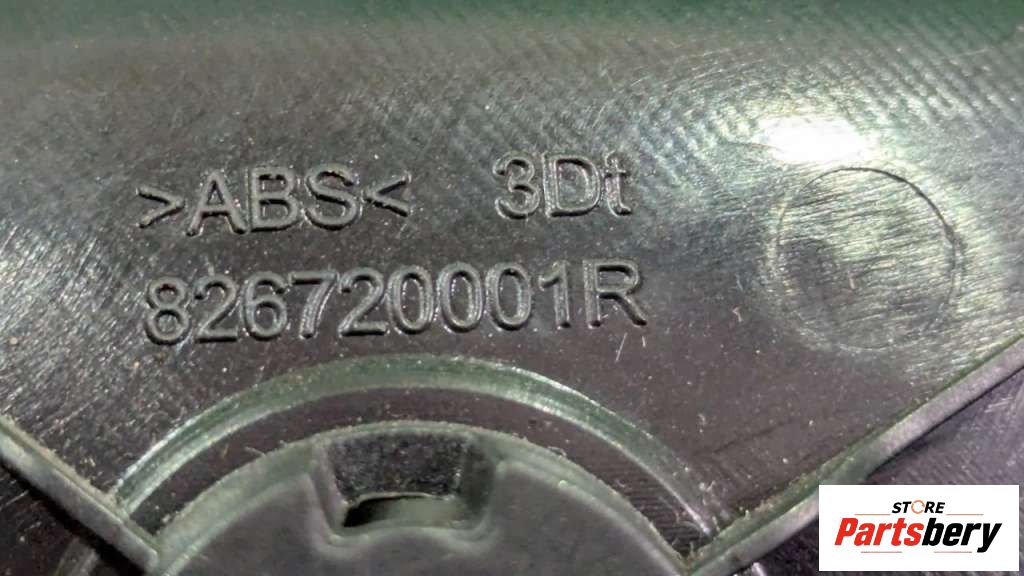 >ABS< 3Dt
826720001R
STORE
Partsbery